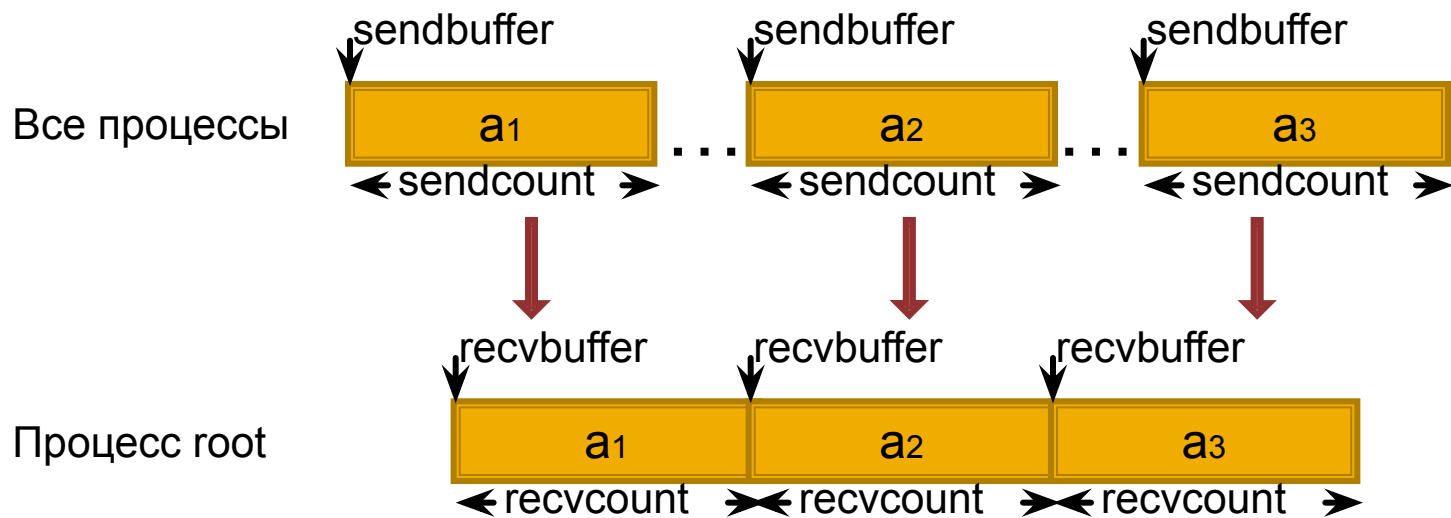 sendbuffer sendbuffer sendbuffer
Все процессы a1 ... a2 ... a3
sendcount sendcount sendcount
recvbuffer recvbuffer recvbuffer
Процесс root a1 a2 a3
recvcount recvcount recvcount